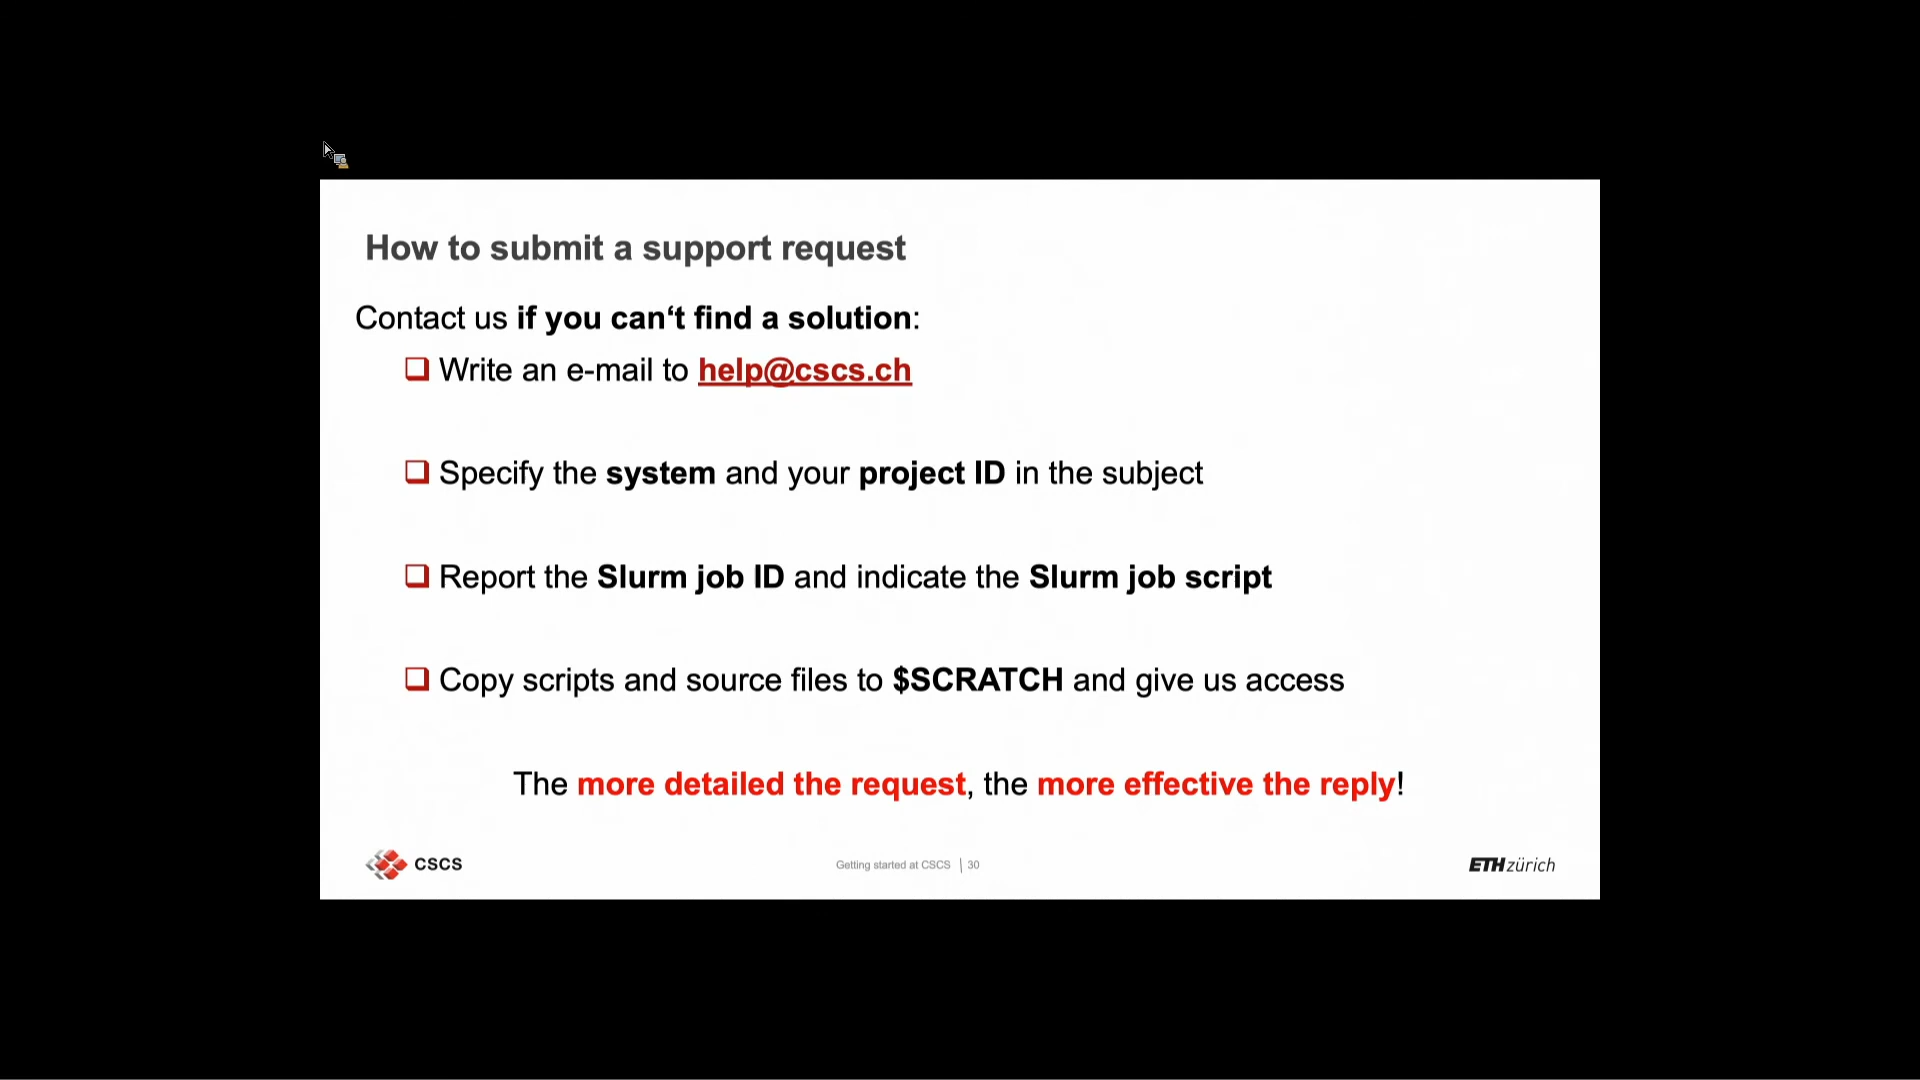 How to submit a support request
Contact us if you can‘t find a solution:
❑ Write an e-mail to help@cscs.ch
❑ Specify the system and your project ID in the subject
❑ Report the Slurm job ID and indicate the Slurm job script
❑ Copy scripts and source files to $SCRATCH and give us access
The more detailed the request, the more effective the reply!
CSCS
Getting started at CSCS | 30
ETHzürich